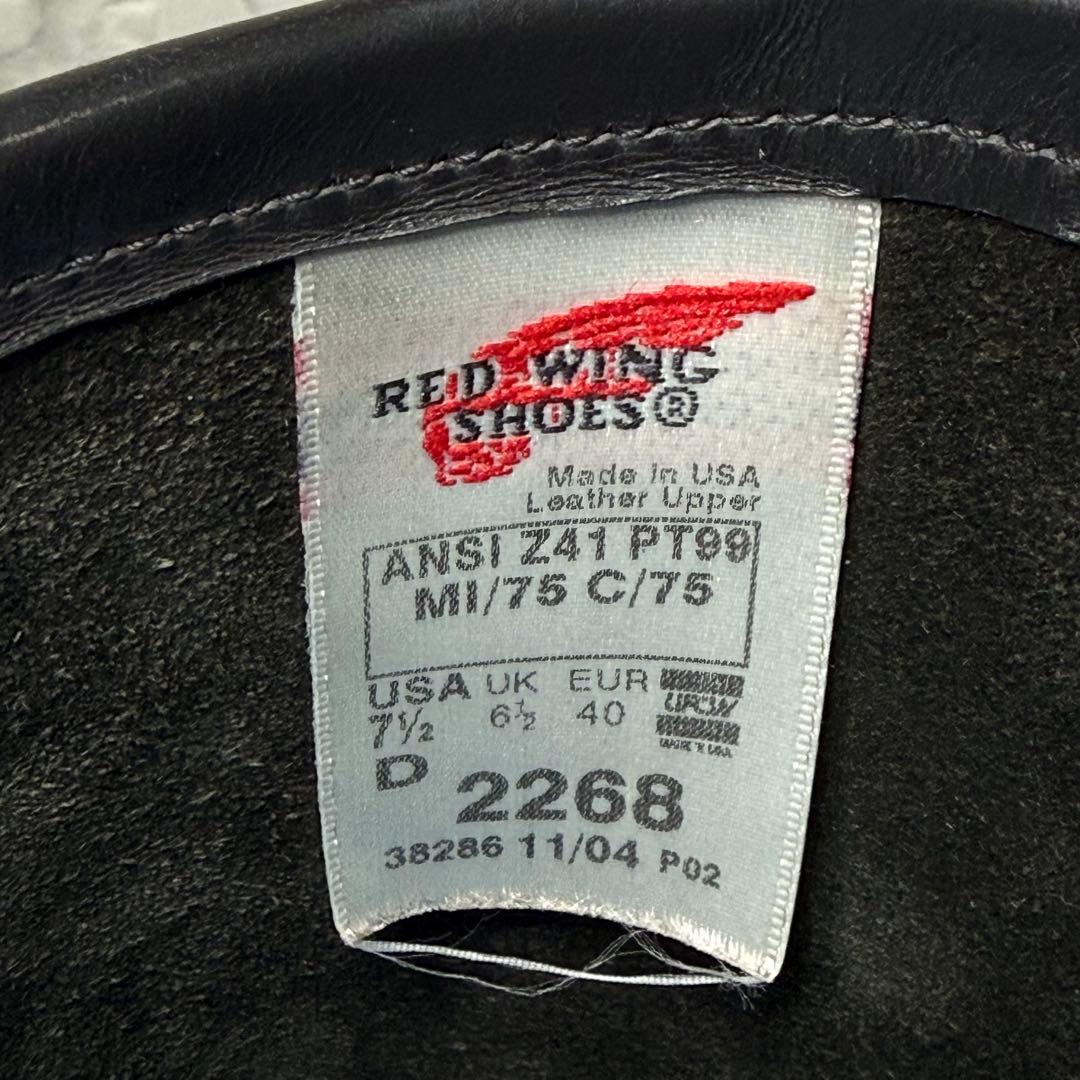 RED WING
SHOES®
Made in USA
Leather Upper
ANSI Z41 PT99
MI/75 C/75
USA UK EUR
7½ 6½ 40
UFCW
D
2268
38286 11/04 P02